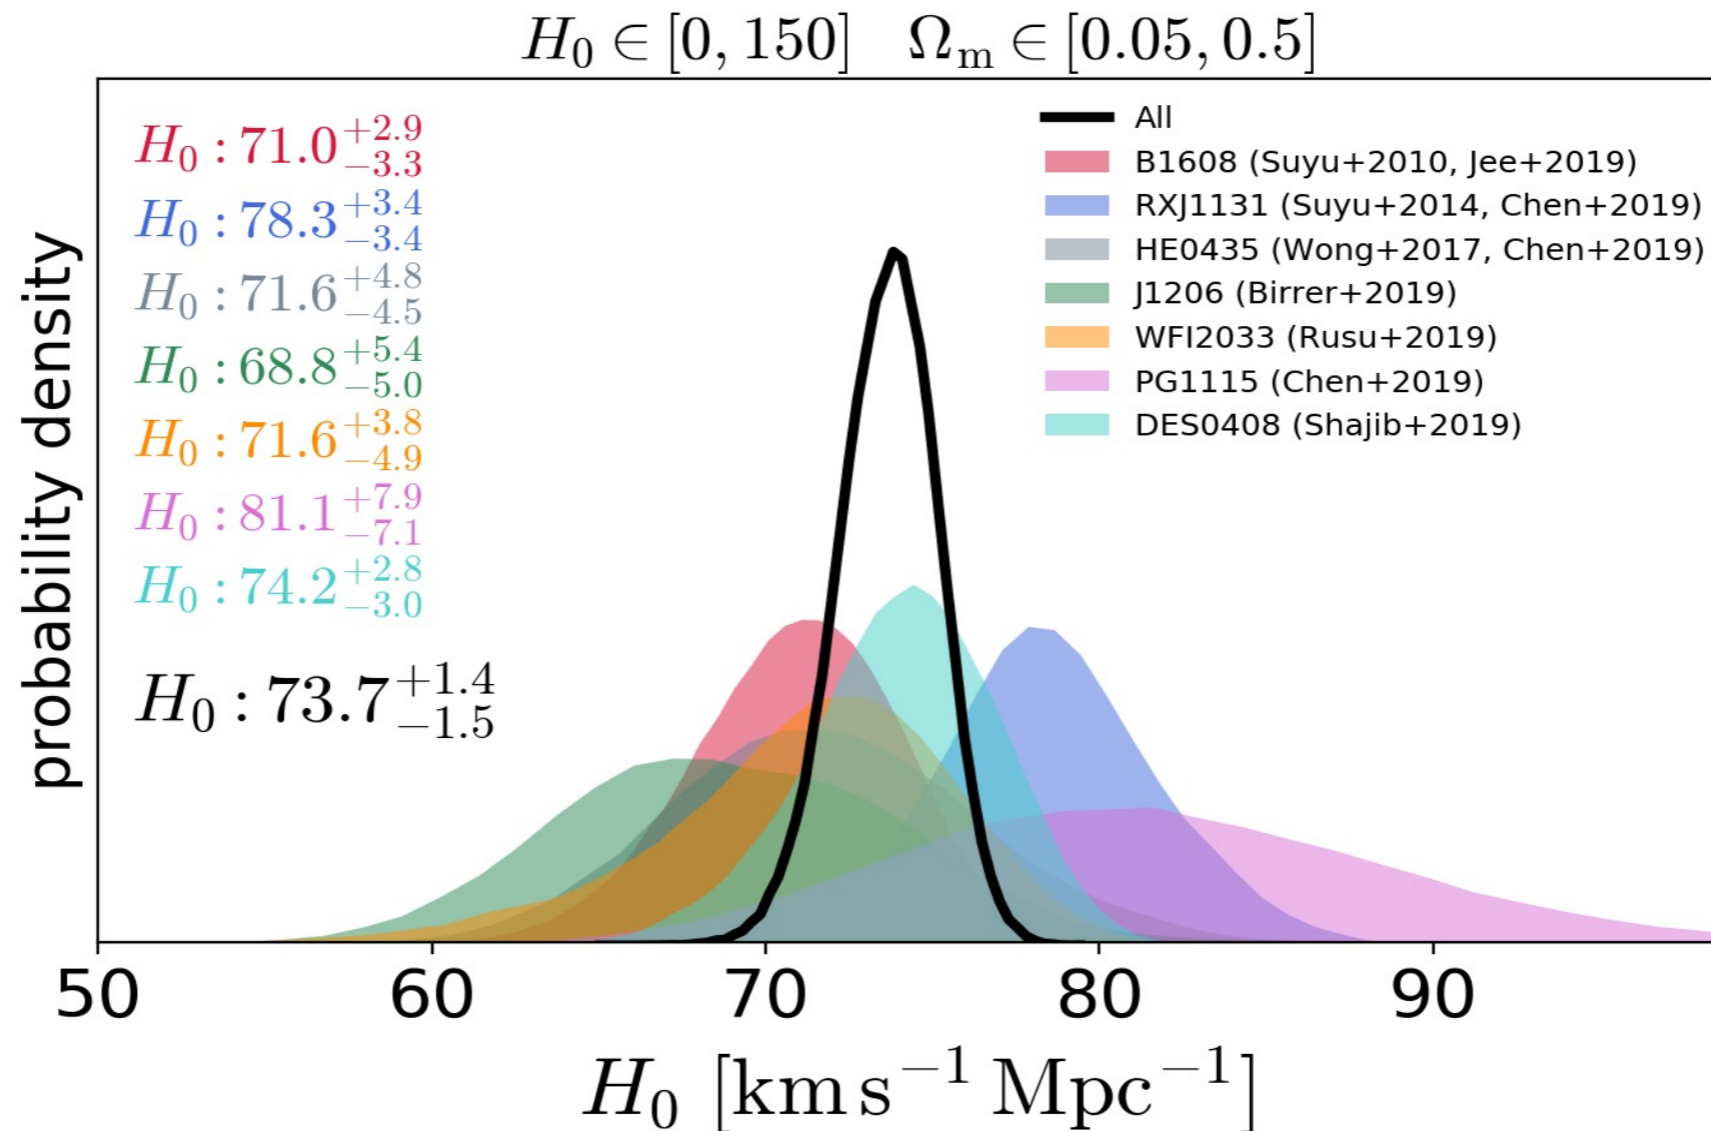 H₀ ∈ [0, 150]   Ωₘ ∈ [0.05, 0.5]
H₀ : 71.0 +2.9 −3.3
H₀ : 78.3 +3.4 −3.4
H₀ : 71.6 +4.8 −4.5
H₀ : 68.8 +5.4 −5.0
H₀ : 71.6 +3.8 −4.9
H₀ : 81.1 +7.9 −7.1
H₀ : 74.2 +2.8 −3.0
H₀ : 73.7 +1.4 −1.5
All
B1608 (Suyu+2010, Jee+2019)
RXJ1131 (Suyu+2014, Chen+2019)
HE0435 (Wong+2017, Chen+2019)
J1206 (Birrer+2019)
WFI2033 (Rusu+2019)
PG1115 (Chen+2019)
DES0408 (Shajib+2019)
probability density
50 60 70 80 90
H₀ [km s⁻¹ Mpc⁻¹]